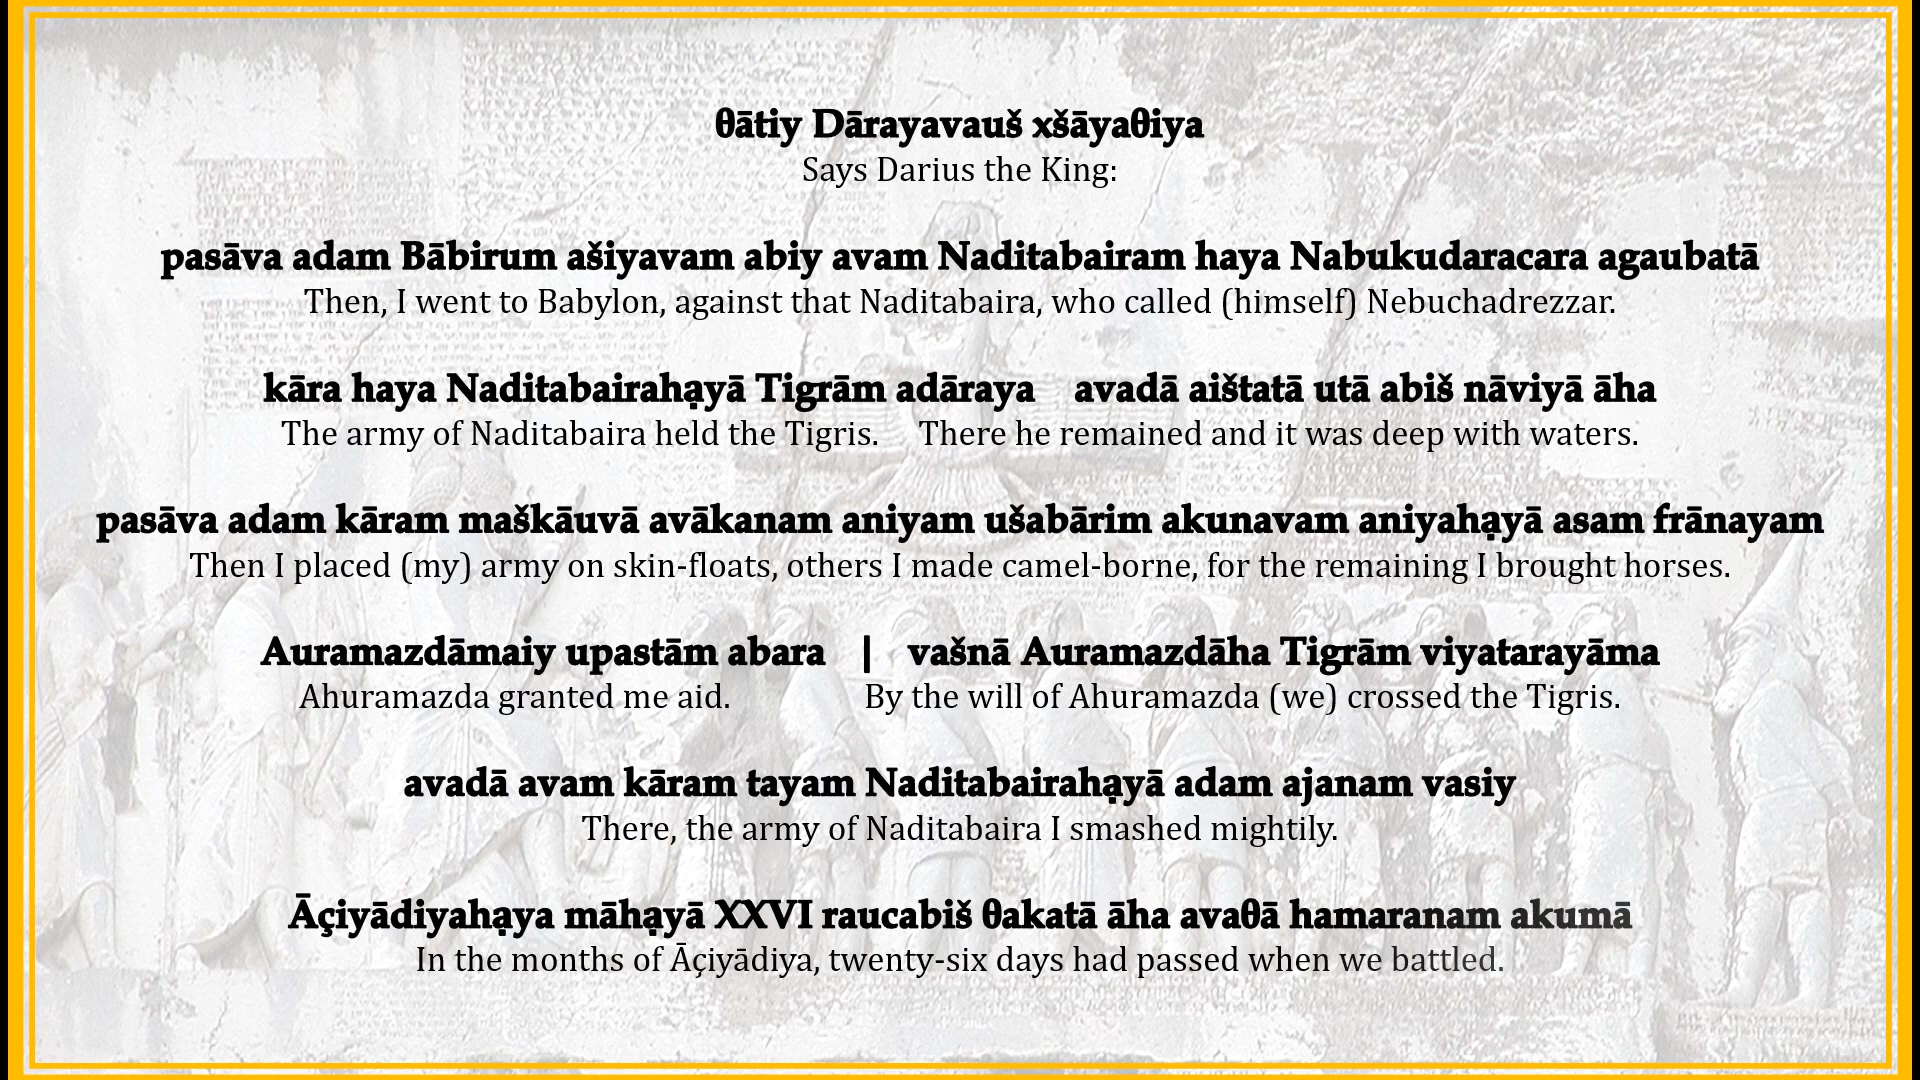 θātiy Dārayavauš xšāyaθiya
Says Darius the King:
pasāva adam Bābirum ašiyavam abiy avam Naditabairam haya Nabukudaracara agaubatā
Then, I went to Babylon, against that Naditabaira, who called (himself) Nebuchadrezzar.
kāra haya Naditabairahạyā Tigrām adāraya avadā aištatā utā abiš nāviyā āha
The army of Naditabaira held the Tigris. There he remained and it was deep with waters.
pasāva adam kāram maškāuvā avākanam aniyam ušabārim akunavam aniyahạyā asam frānayam
Then I placed (my) army on skin-floats, others I made camel-borne, for the remaining I brought horses.
Auramazdāmaiy upastām abara | vašnā Auramazdāha Tigrām viyatarayāma
Ahuramazda granted me aid. By the will of Ahuramazda (we) crossed the Tigris.
avadā avam kāram tayam Naditabairahạyā adam ajanam vasiy
There, the army of Naditabaira I smashed mightily.
Āçiyādiyahạya māhạyā XXVI raucabiš θakatā āha avaθā hamaranam akumā
In the months of Āçiyādiya, twenty-six days had passed when we battled.